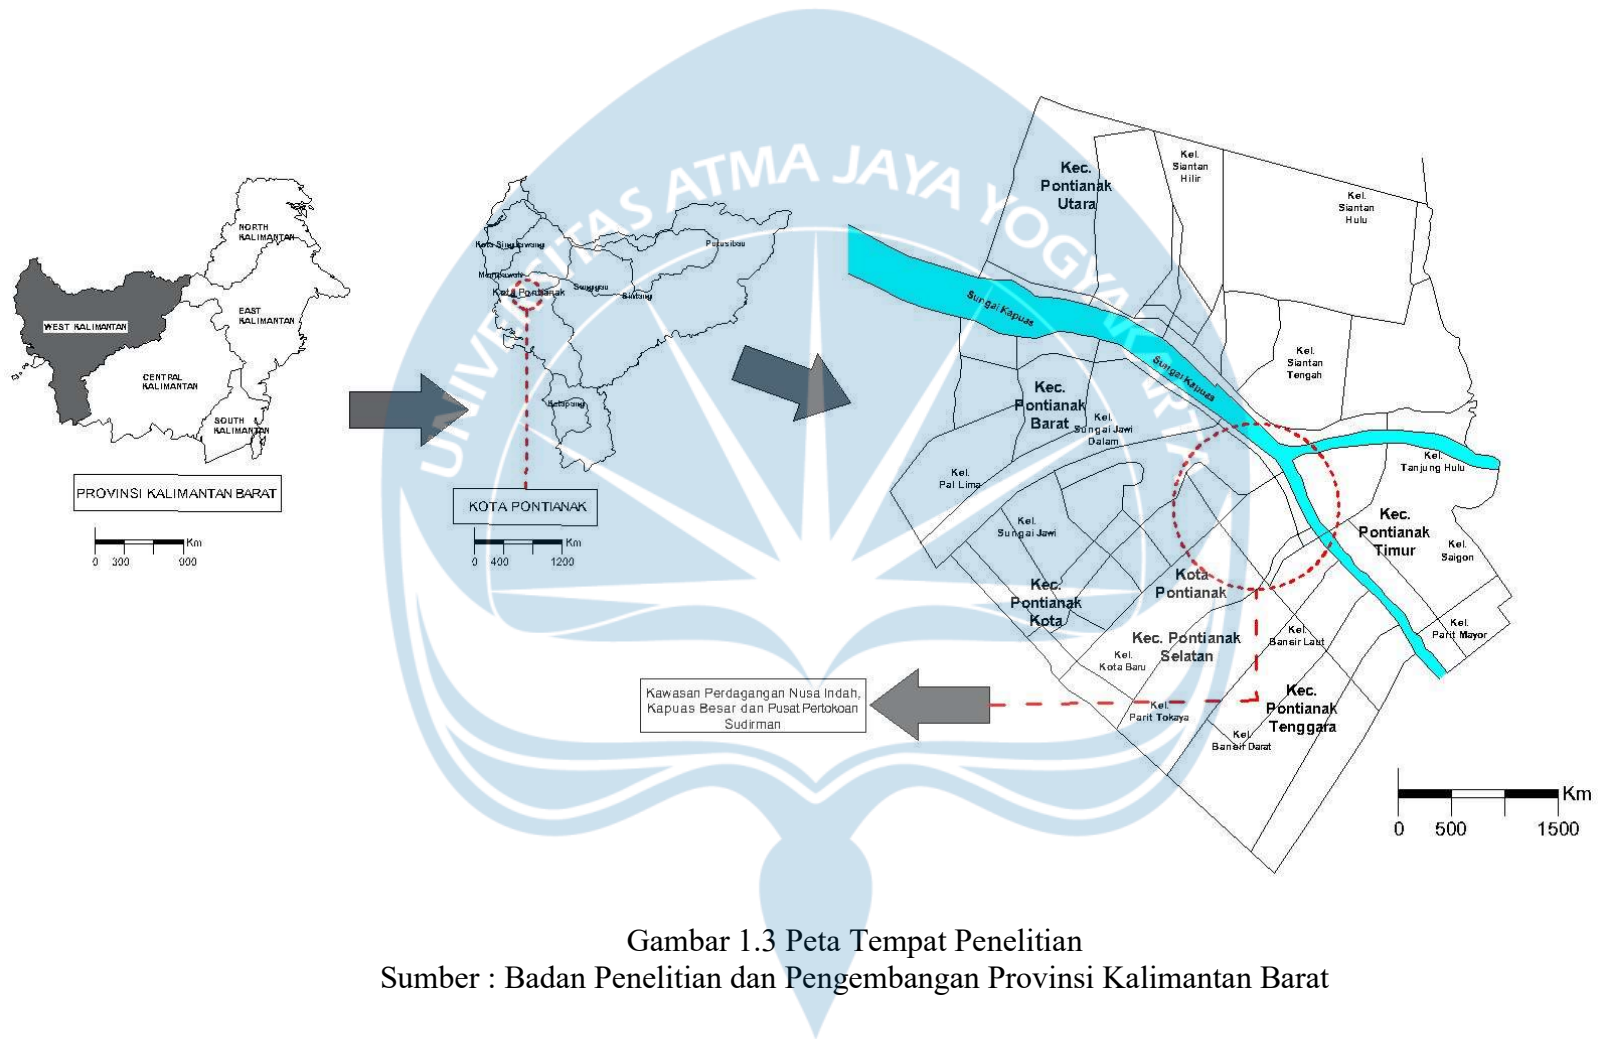 UNIVERSITAS ATMA JAYA YOGYAKARTA
NORTH
KALIMANTAN
WEST KALIMANTAN
EAST
KALIMANTAN
CENTRAL
KALIMANTAN
SOUTH
KALIMANTAN
PROVINSI KALIMANTAN BARAT
Km
0 300 900
Kota Singkawang
Mempawah
Kota Pontianak
Sanggau
Sintang
Ketapang
KOTA PONTIANAK
Km
0 400 1200
Kec.
Pontianak
Utara
Kel.
Siantan
Hilir
Kel.
Siantan
Hulu
Sungai Kapuas
Sungai Kapuas
Kel.
Siantan
Tengah
Kec.
Pontianak
Barat
Kel.
Sungai Jawi
Dalam
Kel.
Pal Lima
Kel.
Tanjung Hulu
Kel.
Sungai Jawi
Kec.
Pontianak
Timur
Kel.
Saigon
Kec.
Pontianak
Kota
Kota
Pontianak
Kel.
Parit Mayor
Kec. Pontianak
Selatan
Kel.
Bansir Laut
Kel.
Kota Baru
Kec.
Pontianak
Tenggara
Kel.
Parit Tokaya
Kel.
Bansir Darat
Kawasan Perdagangan Nusa Indah,
Kapuas Besar dan Pusat Pertokoan
Sudirman
Km
0 500 1500
Gambar 1.3 Peta Tempat Penelitian
Sumber : Badan Penelitian dan Pengembangan Provinsi Kalimantan Barat